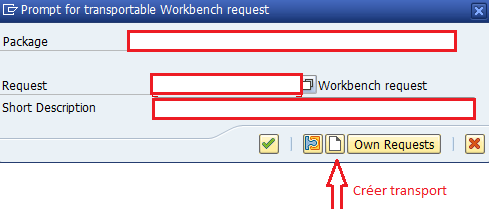 Prompt for transportable Workbench request
Package
Request
Workbench request
Short Description
Own Requests
Créer transport